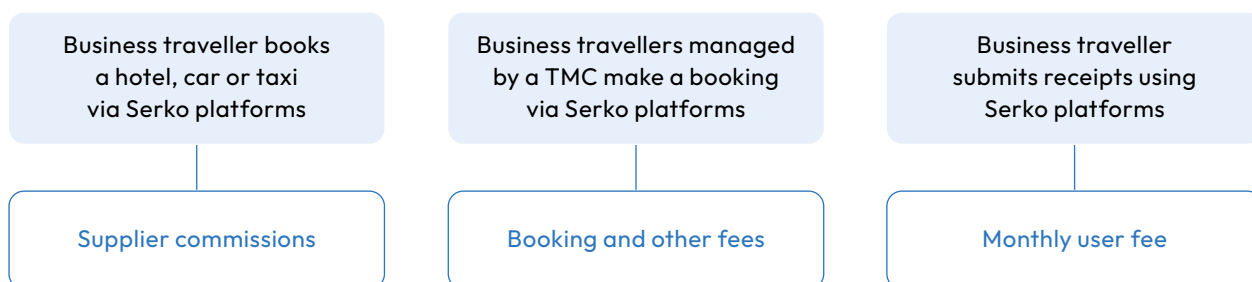 Business traveller books
a hotel, car or taxi
via Serko platforms
Business travellers managed
by a TMC make a booking
via Serko platforms
Business traveller
submits receipts using
Serko platforms
Supplier commissions
Booking and other fees
Monthly user fee